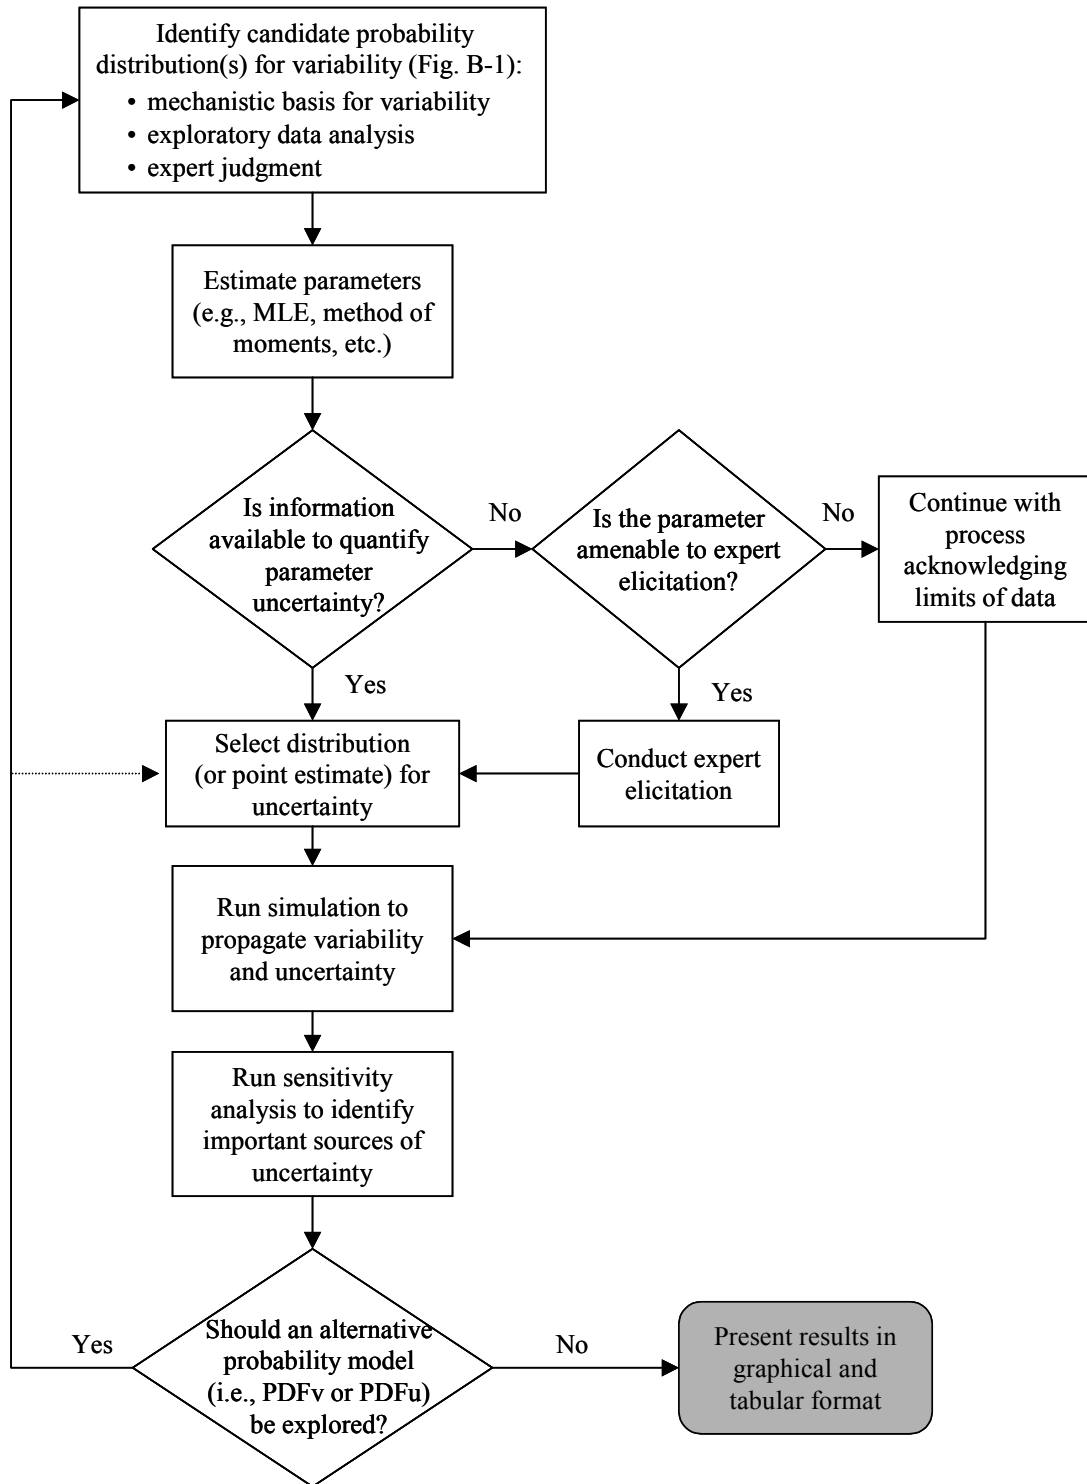 Identify candidate probability
distribution(s) for variability (Fig. B-1):
• mechanistic basis for variability
• exploratory data analysis
• expert judgment
Estimate parameters
(e.g., MLE, method of
moments, etc.)
Is information
available to quantify
parameter
uncertainty?
No
Is the parameter
amenable to expert
elicitation?
No
Continue with
process
acknowledging
limits of data
Yes
Yes
Select distribution
(or point estimate) for
uncertainty
Conduct expert
elicitation
Run simulation to
propagate variability
and uncertainty
Run sensitivity
analysis to identify
important sources of
uncertainty
Yes
Should an alternative
probability model
(i.e., PDFv or PDFu)
be explored?
No
Present results in
graphical and
tabular format